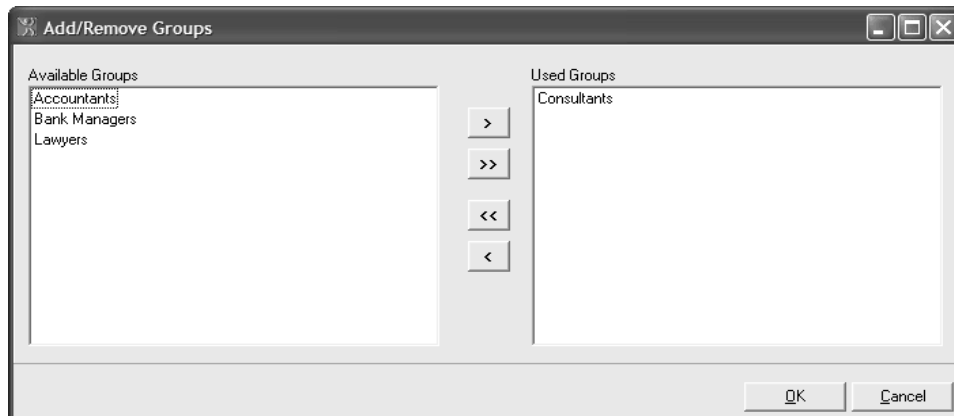 Add/Remove Groups
Available Groups
Accountants
Bank Managers
Lawyers
>
>>
<<
<
Used Groups
Consultants
OK
Cancel